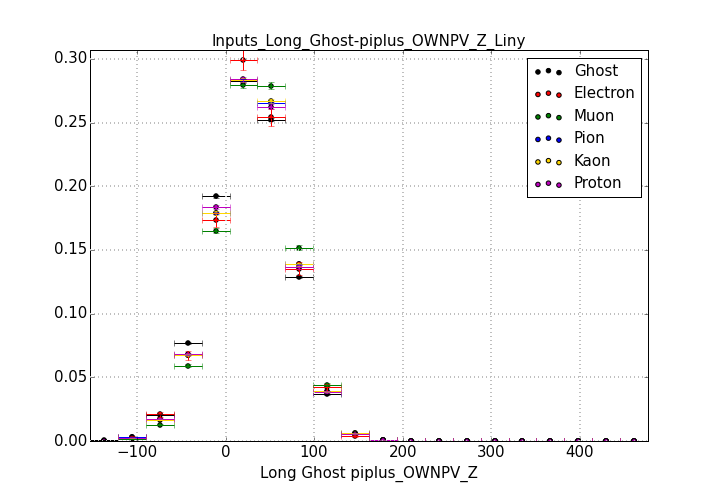 Inputs_Long_Ghost-piplus_OWNPV_Z_Liny
0.30
0.25
0.20
0.15
0.10
0.05
0.00
Ghost
Electron
Muon
Pion
Kaon
Proton
−100 0 100 200 300 400
Long Ghost piplus_OWNPV_Z